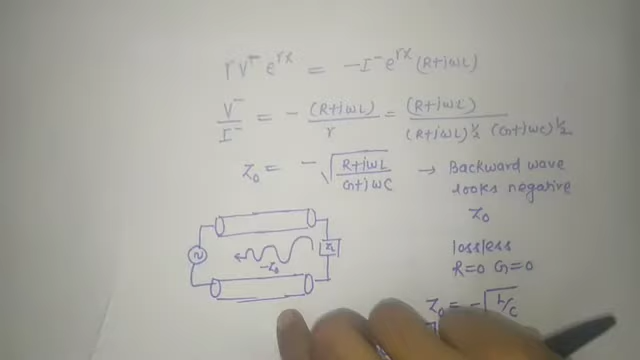 rV⁻e^{rx} = -I⁻e^{rx}(R+jωL)
V⁻/I⁻ = - (R+jωL)/r = (R+jωL)/((R+jωL)^{1/2} (G+jωC)^{1/2})
Z₀ = -√((R+jωL)/(G+jωC)) → Backward wave
looks negative
Z₀
~
-Z₀
ZL
lossless
R=0 G=0
Z₀ = -√(L/C)